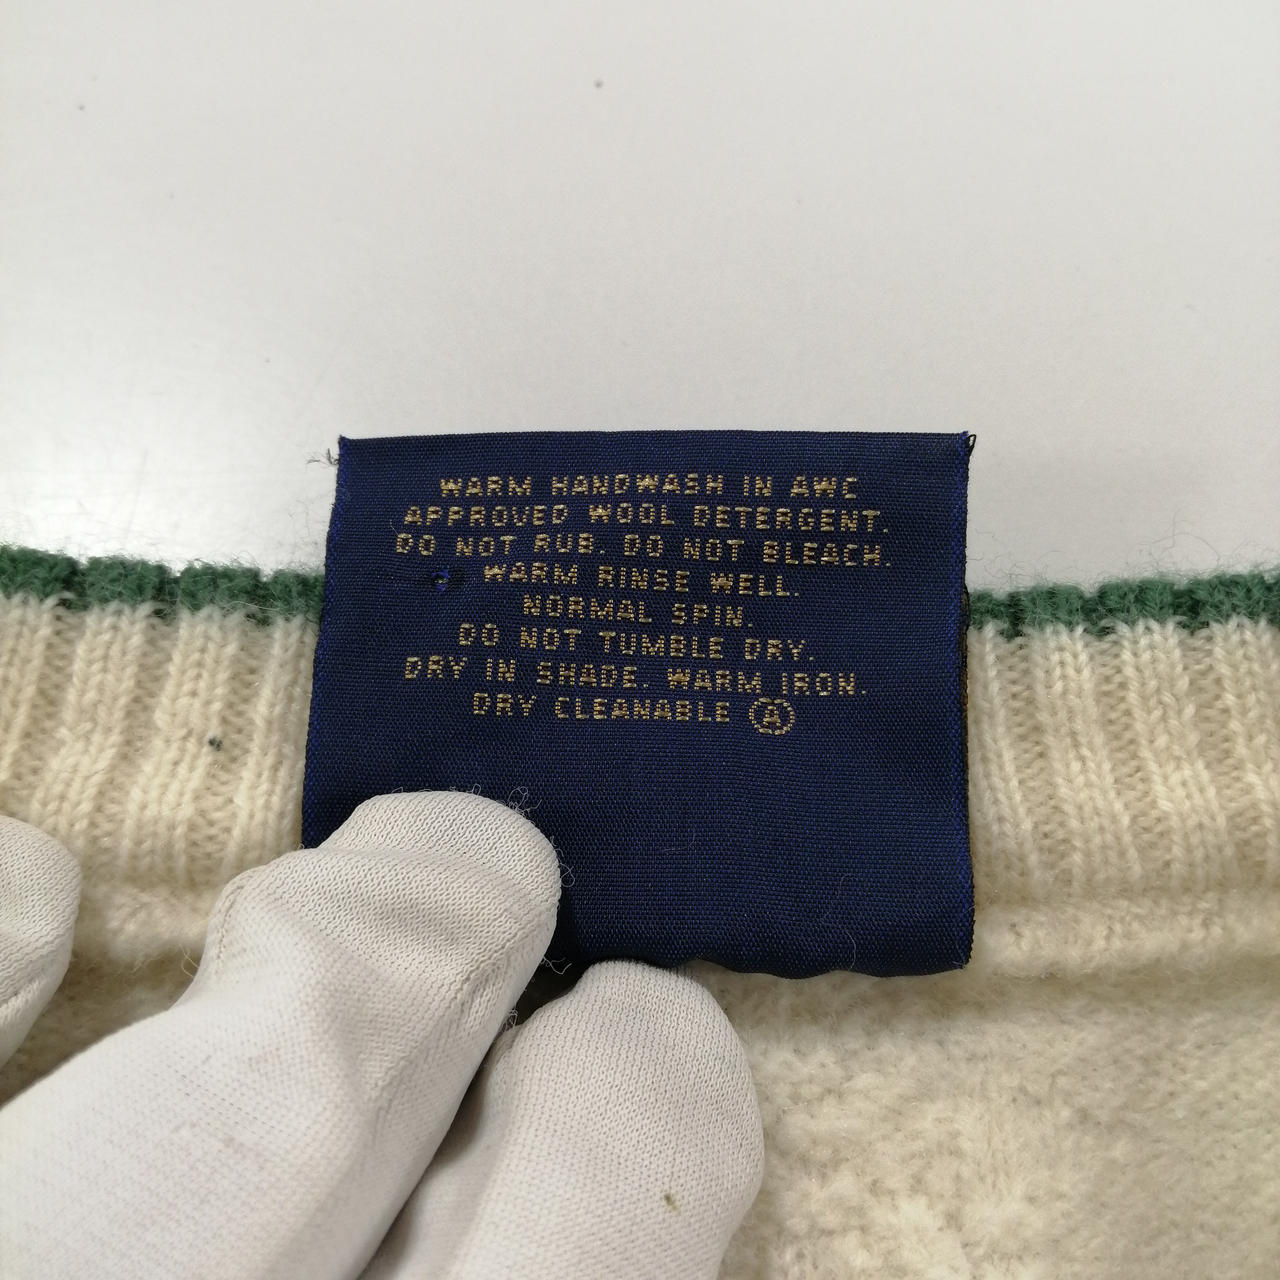 WARM HANDWASH IN AWC
APPROVED WOOL DETERGENT.
DO NOT RUB. DO NOT BLEACH.
WARM RINSE WELL.
NORMAL SPIN.
DO NOT TUMBLE DRY.
DRY IN SHADE. WARM IRON.
DRY CLEANABLE Ⓐ